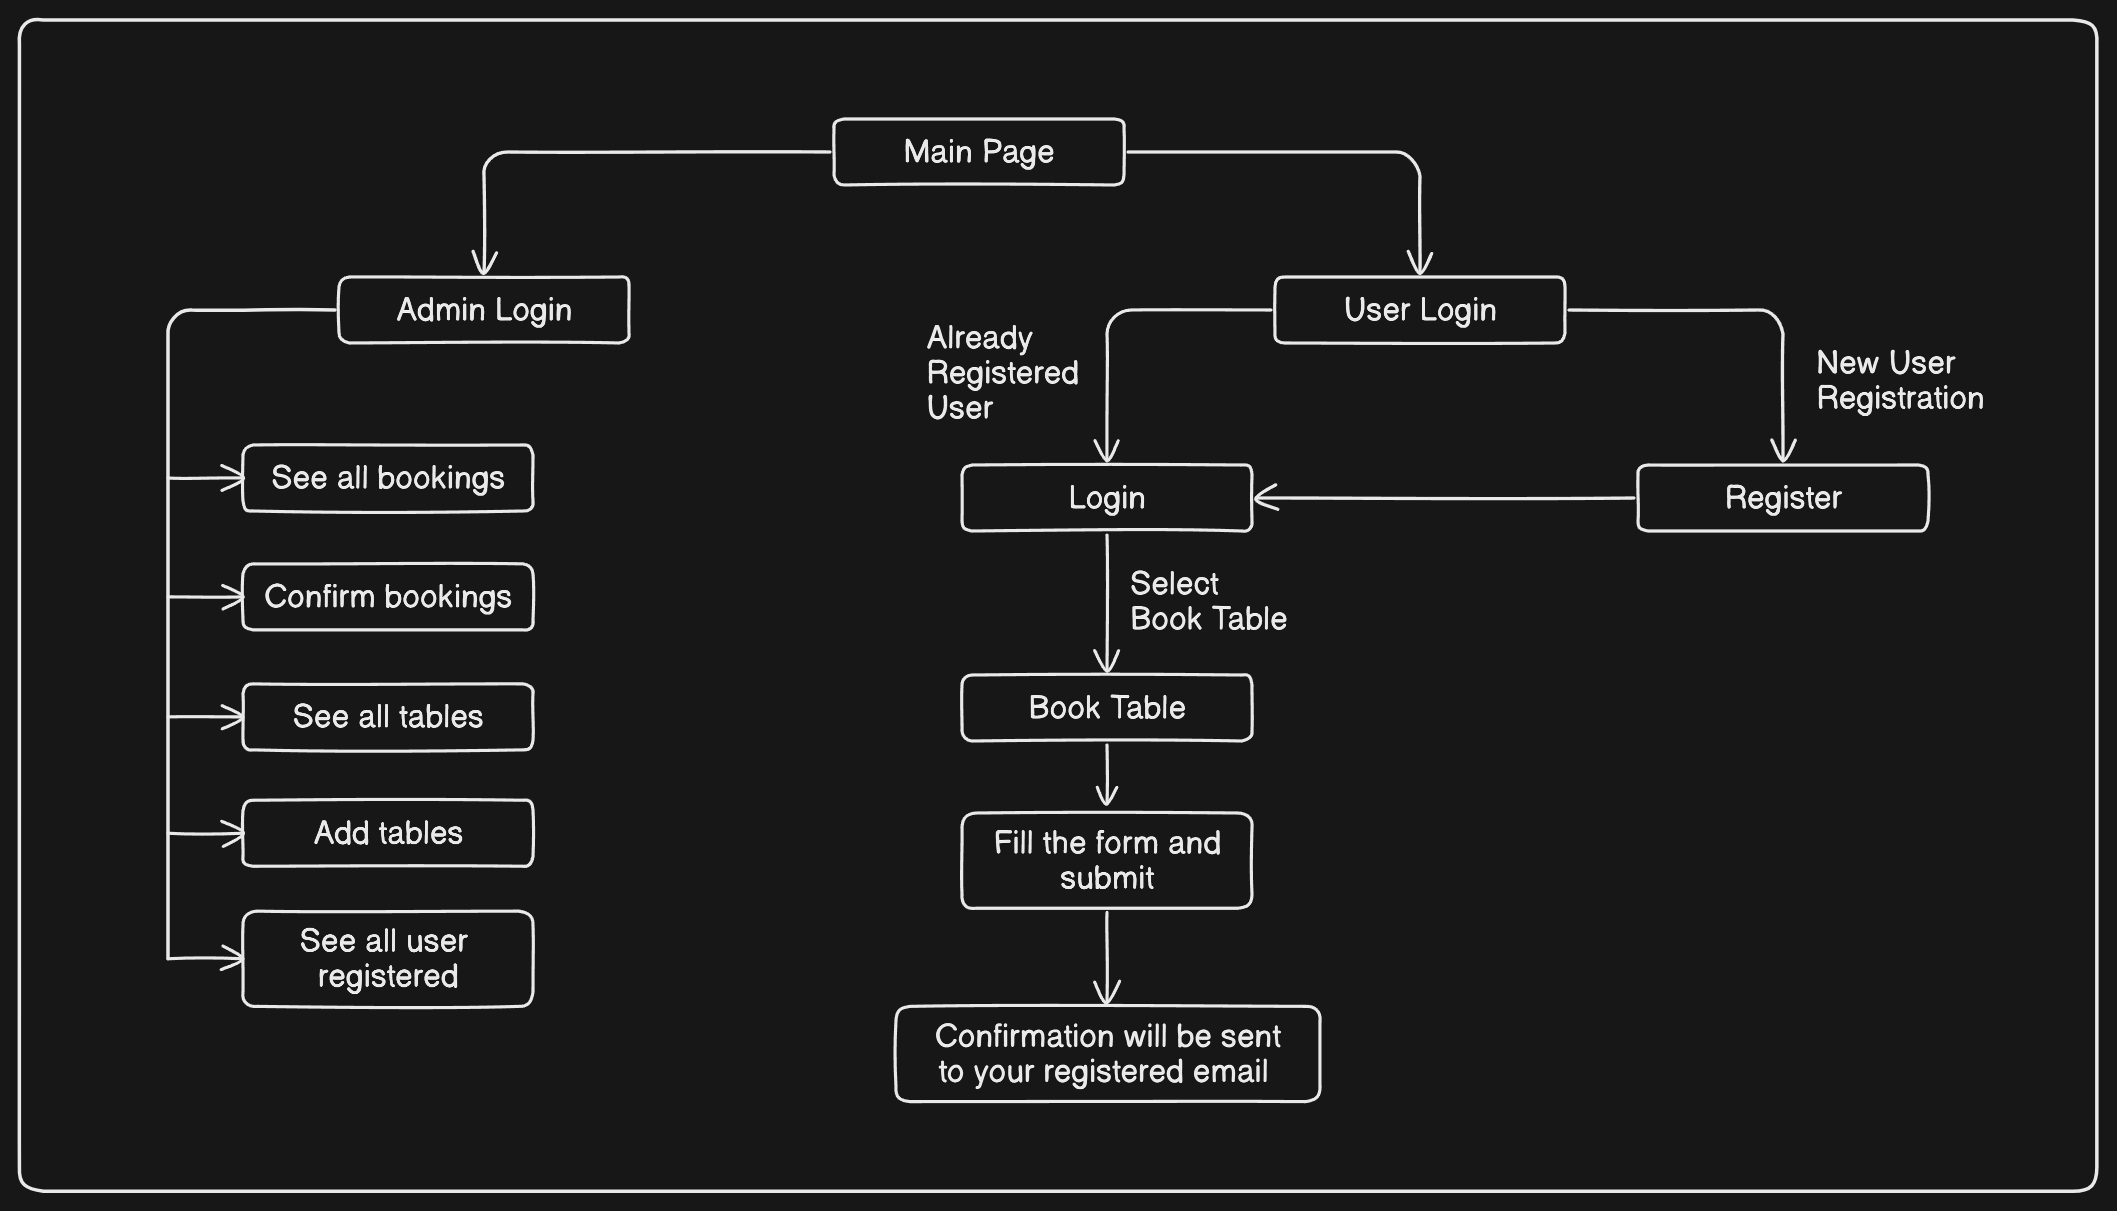 Main Page
Admin Login
User Login
Already
Registered
User
New User
Registration
See all bookings
Confirm bookings
See all tables
Add tables
See all user
registered
Login
Register
Select
Book Table
Book Table
Fill the form and
submit
Confirmation will be sent
to your registered email